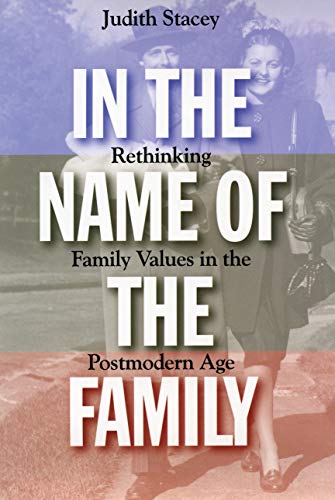 Judith Stacey
IN THE
Rethinking
NAME OF
Family Values in the
THE
Postmodern Age
FAMILY